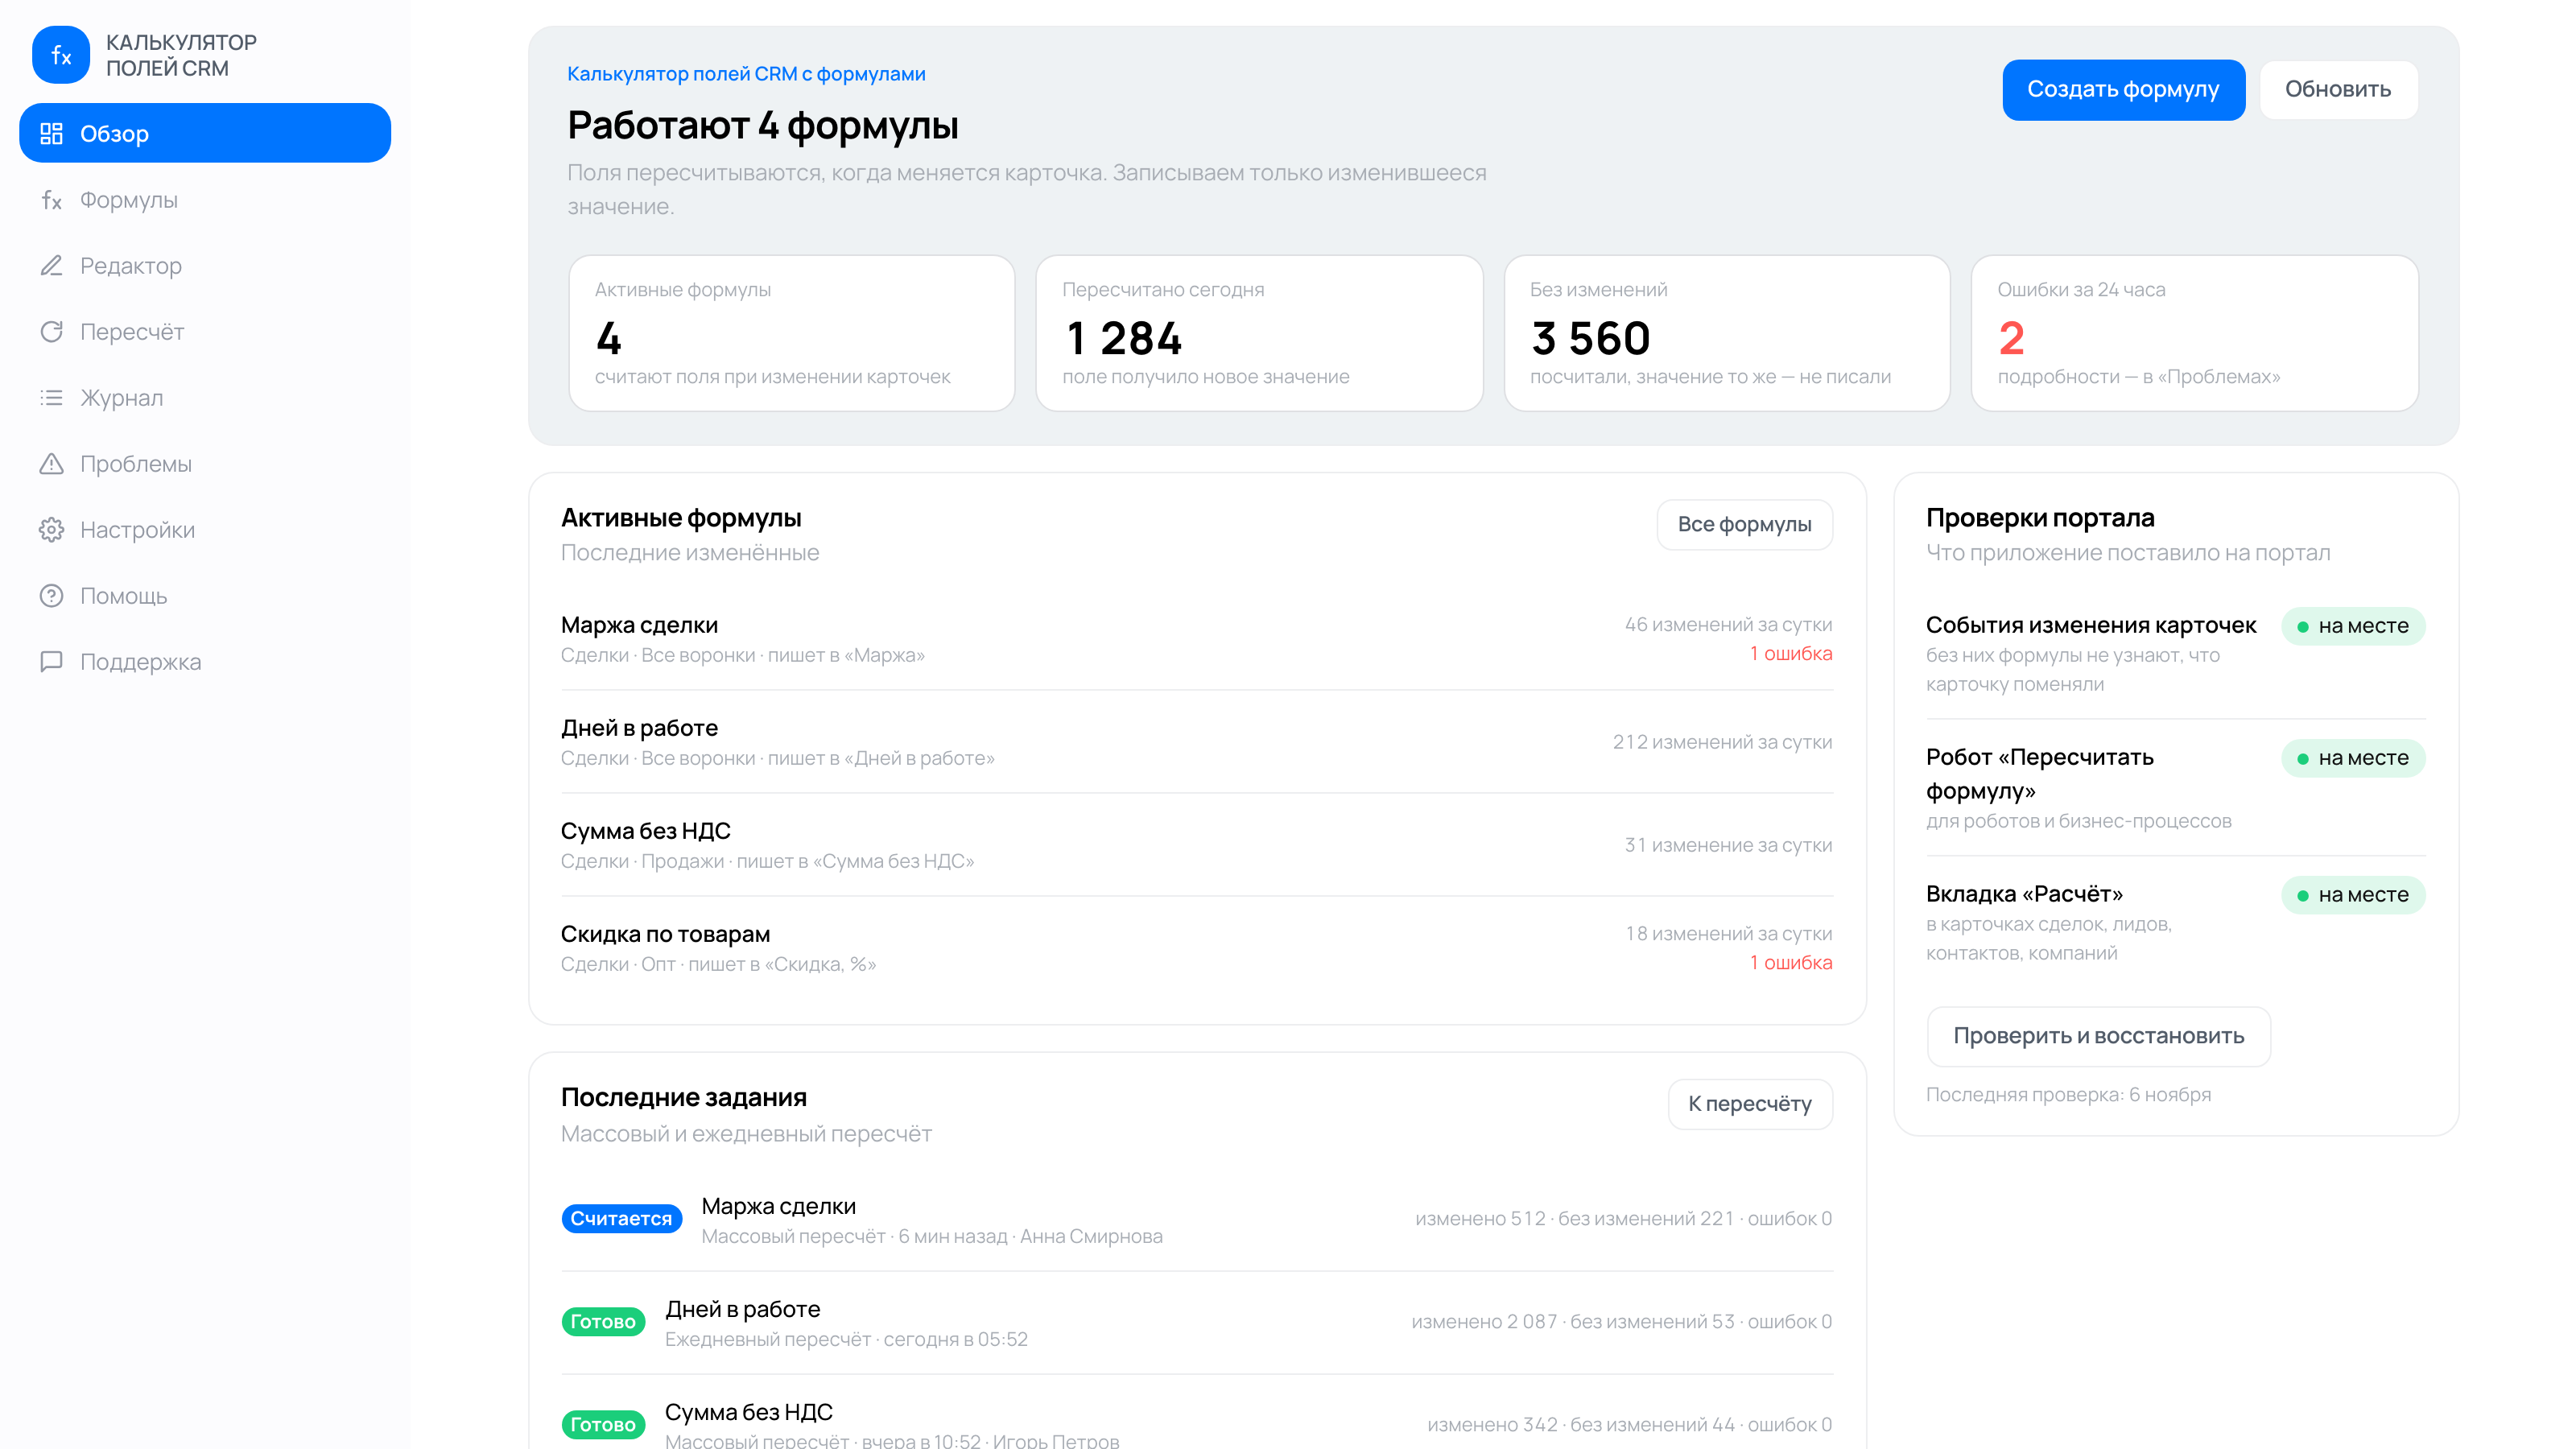 fx
КАЛЬКУЛЯТОР
ПОЛЕЙ CRM
Обзор
fx Формулы
Редактор
Пересчёт
Журнал
Проблемы
Настройки
Помощь
Поддержка
Калькулятор полей CRM с формулами
Работают 4 формулы
Поля пересчитываются, когда меняется карточка. Записываем только изменившееся
значение.
Создать формулу
Обновить
Активные формулы
4
считают поля при изменении карточек
Пересчитано сегодня
1 284
поле получило новое значение
Без изменений
3 560
посчитали, значение то же — не писали
Ошибки за 24 часа
2
подробности — в «Проблемах»
Активные формулы
Последние изменённые
Все формулы
Маржа сделки
Сделки · Все воронки · пишет в «Маржа»
46 изменений за сутки
1 ошибка
Дней в работе
Сделки · Все воронки · пишет в «Дней в работе»
212 изменений за сутки
Сумма без НДС
Сделки · Продажи · пишет в «Сумма без НДС»
31 изменение за сутки
Скидка по товарам
Сделки · Опт · пишет в «Скидка, %»
18 изменений за сутки
1 ошибка
Проверки портала
Что приложение поставило на портал
События изменения карточек
на месте
без них формулы не узнают, что
карточку поменяли
Робот «Пересчитать
формулу»
на месте
для роботов и бизнес-процессов
Вкладка «Расчёт»
на месте
в карточках сделок, лидов,
контактов, компаний
Проверить и восстановить
Последняя проверка: 6 ноября
Последние задания
Массовый и ежедневный пересчёт
К пересчёту
Считается
Маржа сделки
Массовый пересчёт · 6 мин назад · Анна Смирнова
изменено 512 · без изменений 221 · ошибок 0
Готово
Дней в работе
Ежедневный пересчёт · сегодня в 05:52
изменено 2 087 · без изменений 53 · ошибок 0
Готово
Сумма без НДС
Массовый пересчёт · вчера в 10:52 · Игорь Петров
изменено 342 · без изменений 44 · ошибок 0